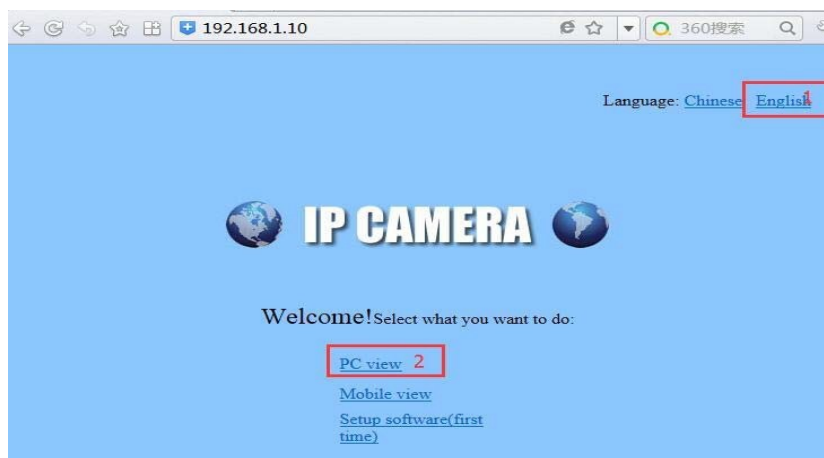 192.168.1.10
360搜索
Language: Chinese English 1
IP CAMERA
Welcome!Select what you want to do:
PC view 2
Mobile view
Setup software(first
time)